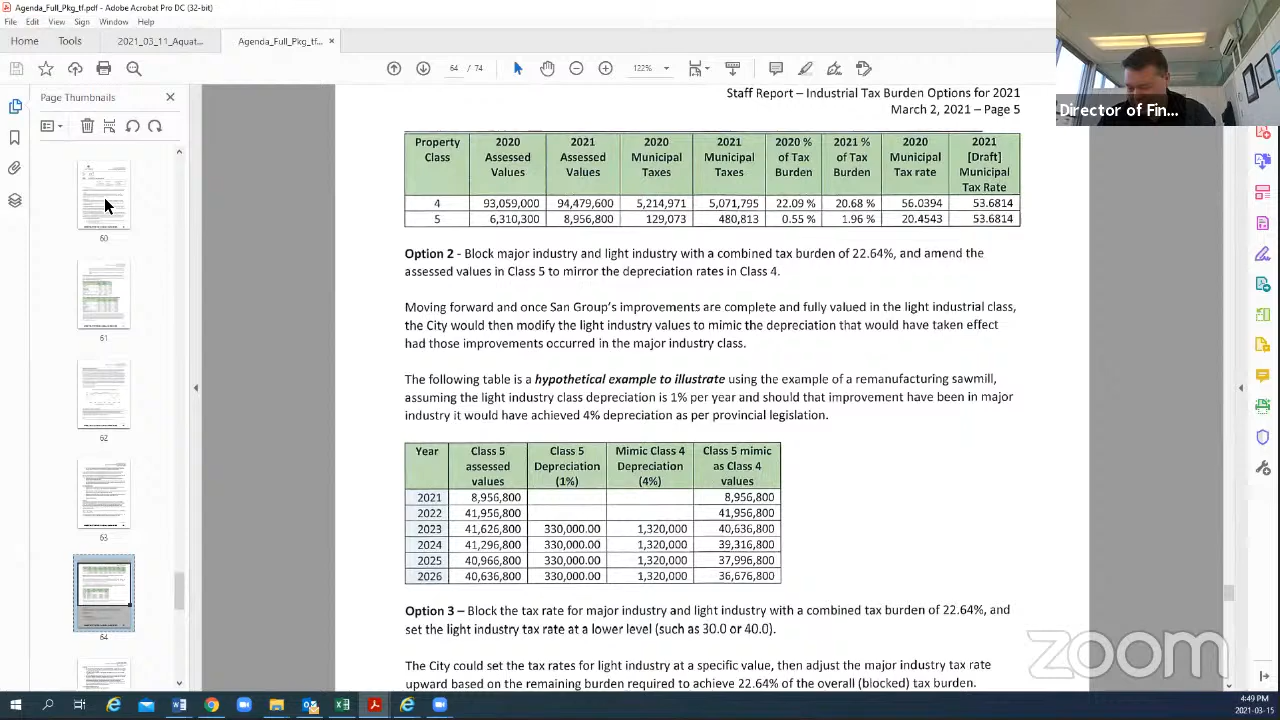 Agenda_Full_Pkg_tf.pdf - Adobe Acrobat Pro DC (32-bit)
Home Tools 2021_03_11_Aquat... Agenda_Full_Pkg_tf... ×
/ 74 122%
Page Thumbnails
60
61
62
63
64
Director of Fin...
Staff Report – Industrial Tax Burden Options for 2021
March 2, 2021 – Page 5
Property Class 2020 Assessed Values 2021 Assessed Values 2020 Municipal Taxes 2021 Municipal Taxes 2020 % of Tax Burden 2021 % of Tax Burden 2020 Municipal Tax rate 2021 [Draft] Municipal Tax Rate
4 93,059,000 94,479,600 5,214,971 5,071,795 22.09 % 20.68 % 56.0394 53.6814
5 6,310,300 8,956,800 129,073 480,813 0.55 % 1.96 % 20.4543 53.6814
Option 2 - Block major industry and light industry with a combined tax burden of 22.64%, and amend the
assessed values in Class 5 to mirror the depreciation rates in Class 4.
Moving forward and once San Group's improvements are complete and fully valued in the light industrial class,
the City would then modify the light industry values to mimic the depreciation that would have taken effect
had those improvements occurred in the major industry class.
The following table is a hypothetical example to illustrate using the example of a remanufacturing sawmill,
assuming the light industry class depreciation is 1% per year and should that improvement have been in major
industry it would have achieved 4% depreciation as per provincial legislation.
Year Class 5 Assessed values Class 5 Depreciation (1%) Mimic Class 4 Depreciation (4%) Class 5 mimic as class 4 values
2021 8,956,800 8,956,800
2022 41,956,800 41,956,800
2023 41,626,800 330,000.00 1,320,000 40,636,800
2024 41,296,800 330,000.00 1,320,000 39,316,800
2025 40,966,800 330,000.00 1,320,000 37,996,800
2026 40,636,800 330,000.00 1,320,000 36,676,800
Option 3 – Block the tax rate for major industry and light industry with a combined tax burden of 22.64%, and
set the light industry tax rate at a lower level (such as 30.0 or 40.0).
The City could set the tax rates for light industry at a specific value, then adjust the major industry tax rate
upward based on the remaining burden required to achieve 22.64% of the overall (blocked) tax burden.
zoom
4:49 PM
2021-03-15